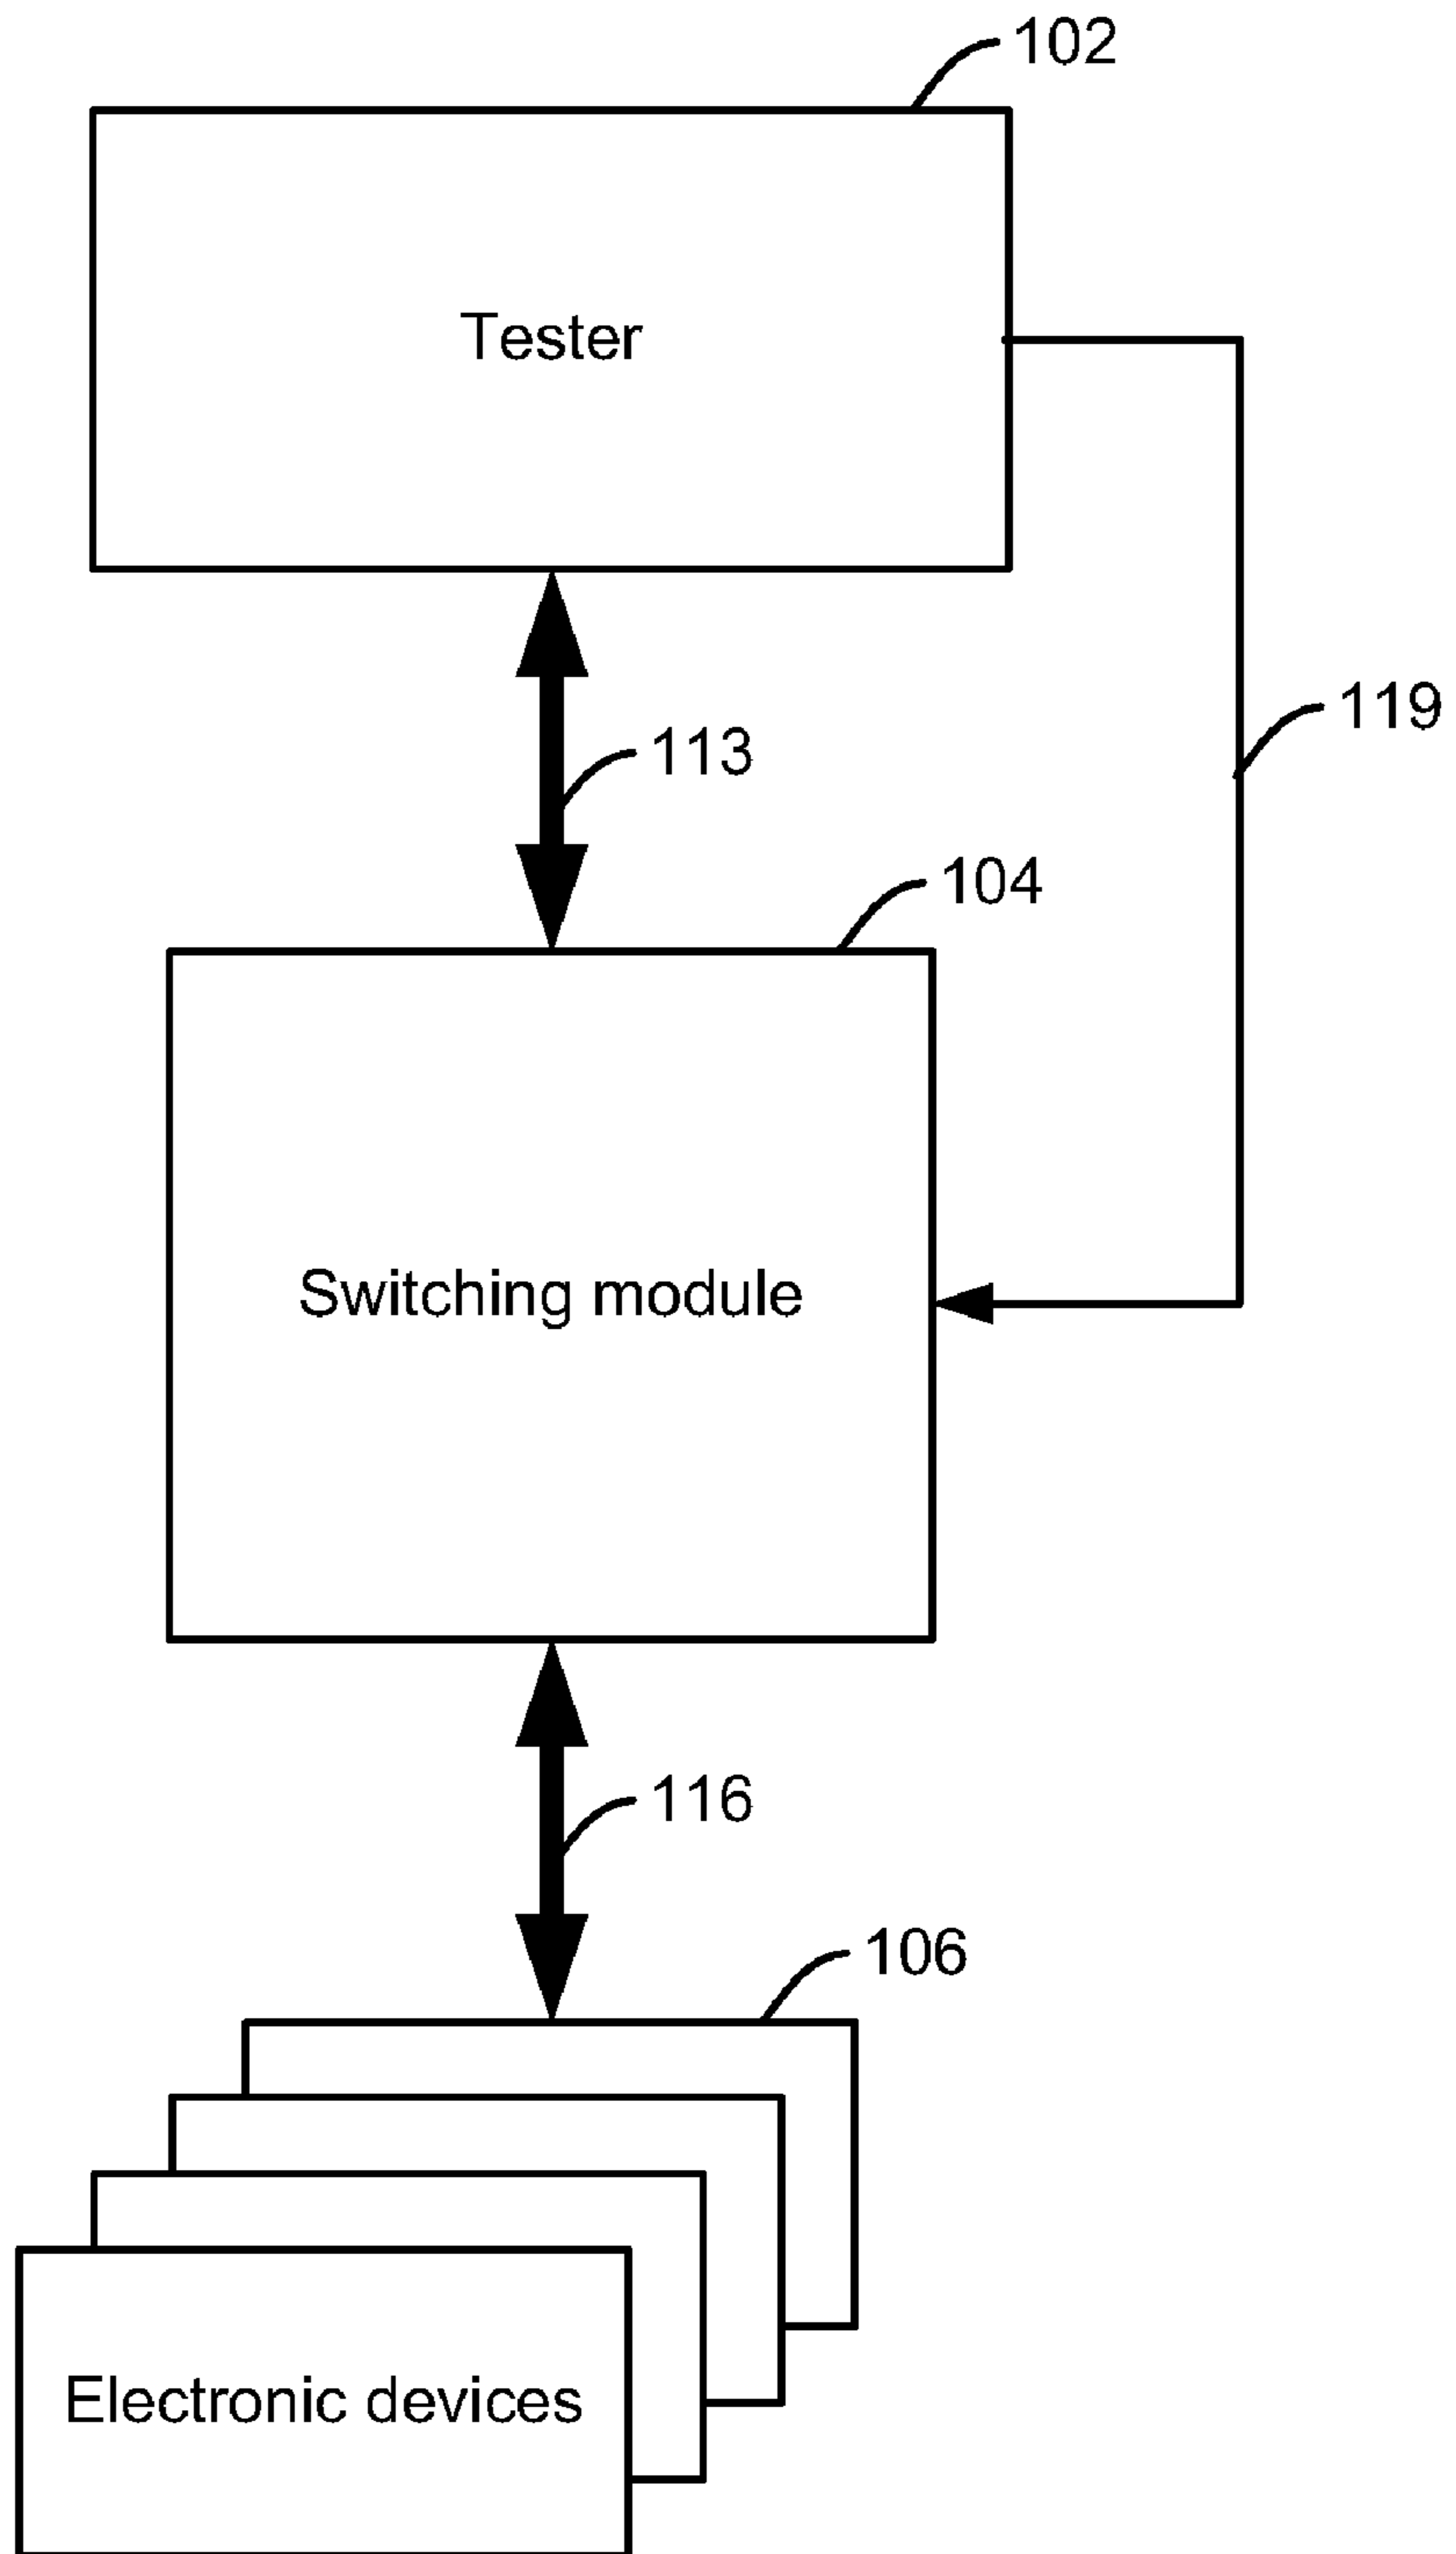 102
Tester
119
113
104
Switching module
116
106
Electronic devices